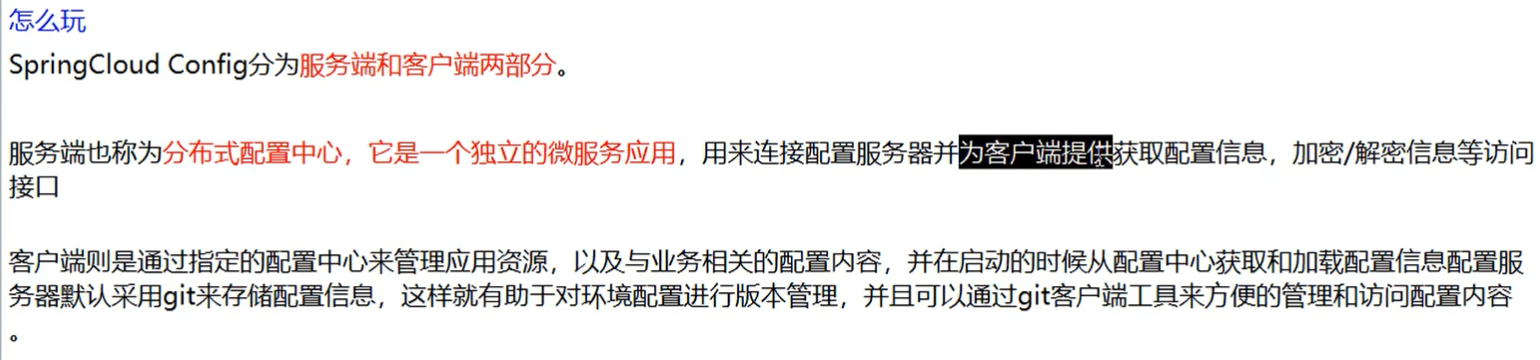 怎么玩
SpringCloud Config分为服务端和客户端两部分。
服务端也称为分布式配置中心，它是一个独立的微服务应用，用来连接配置服务器并为客户端提供获取配置信息，加密/解密信息等访问
接口
客户端则是通过指定的配置中心来管理应用资源，以及与业务相关的配置内容，并在启动的时候从配置中心获取和加载配置信息配置服
务器默认采用git来存储配置信息，这样就有助于对环境配置进行版本管理，并且可以通过git客户端工具来方便的管理和访问配置内容
。